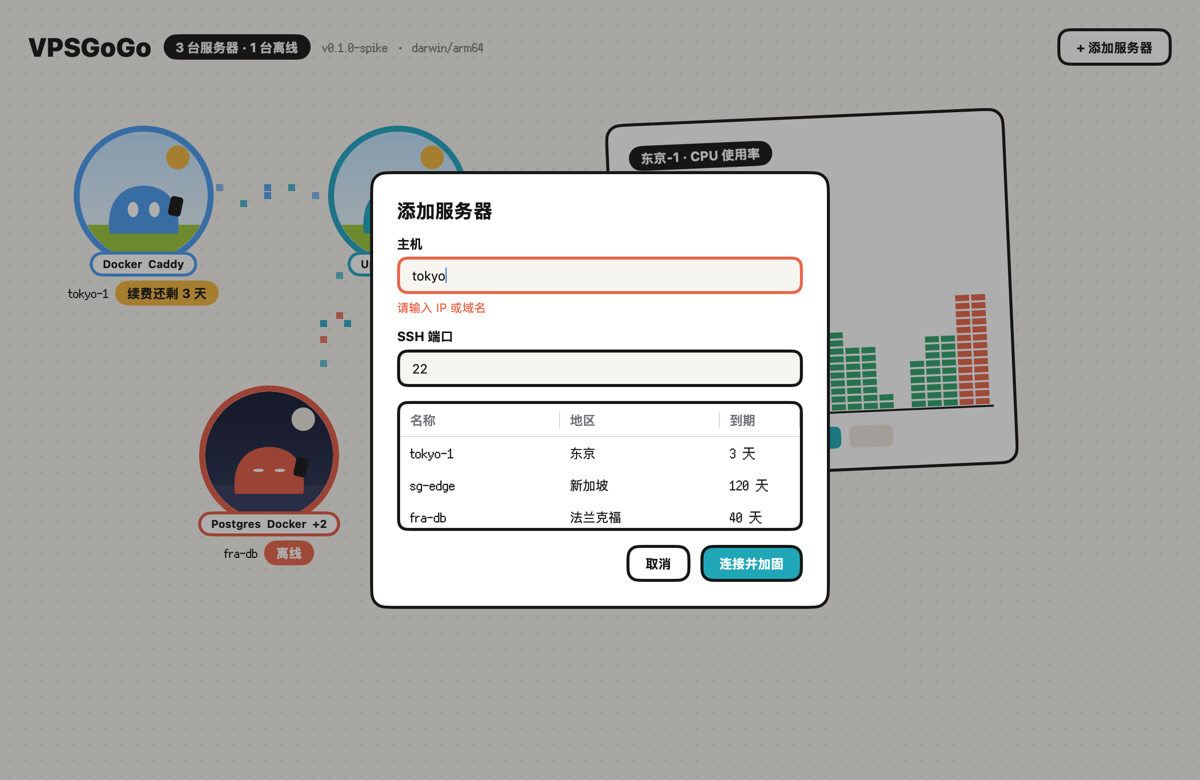 VPSGoGo 3 台服务器 · 1 台离线 v0.1.0-spike · darwin/arm64
+ 添加服务器
Docker Caddy
tokyo-1 续费还剩 3 天
Postgres Docker +2
fra-db 离线
东京-1 · CPU 使用率
添加服务器
主机
tokyo
请输入 IP 或域名
SSH 端口
22
名称 地区 到期
tokyo-1 东京 3 天
sg-edge 新加坡 120 天
fra-db 法兰克福 40 天
取消 连接并加固